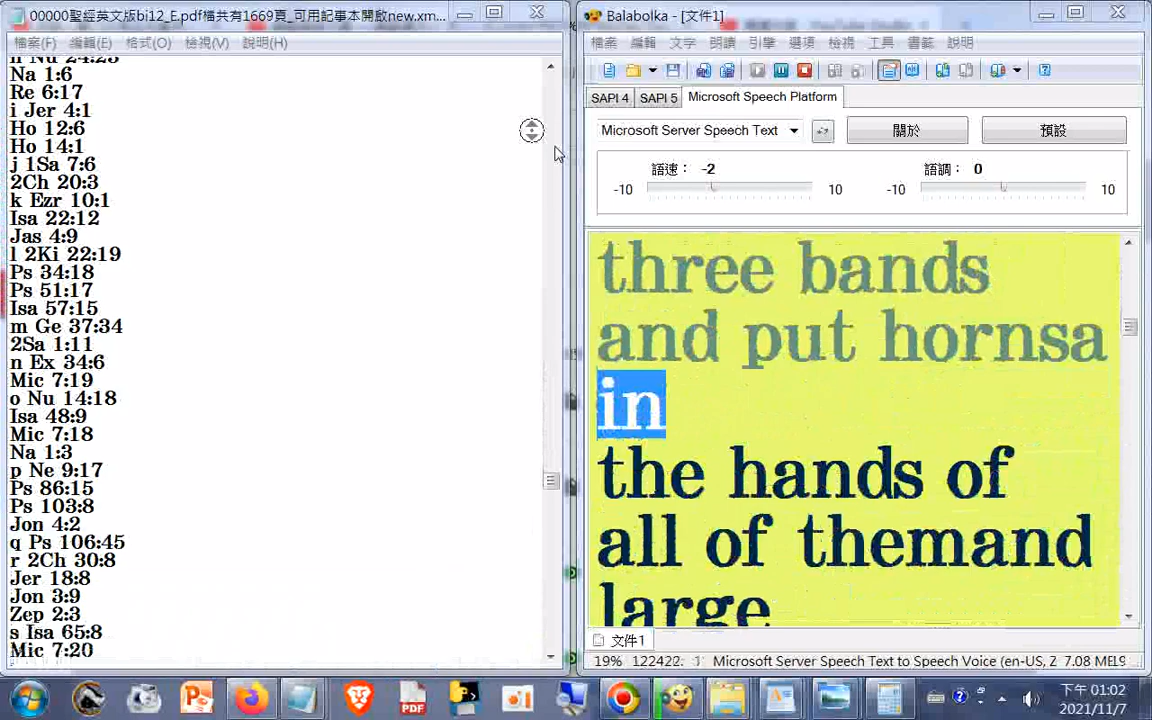 00000聖經英文版bi12_E.pdf檔共有1669頁_可用記事本開啟new.xm...
檔案(F) 編輯(E) 格式(O) 檢視(V) 說明(H)
n Nu 24:25
Na 1:6
Re 6:17
i Jer 4:1
Ho 12:6
Ho 14:1
j 1Sa 7:6
2Ch 20:3
k Ezr 10:1
Isa 22:12
Jas 4:9
l 2Ki 22:19
Ps 34:18
Ps 51:17
Isa 57:15
m Ge 37:34
2Sa 1:11
n Ex 34:6
Mic 7:19
o Nu 14:18
Isa 48:9
Mic 7:18
Na 1:3
p Ne 9:17
Ps 86:15
Ps 103:8
Jon 4:2
q Ps 106:45
r 2Ch 30:8
Jer 18:8
Jon 3:9
Zep 2:3
s Isa 65:8
Mic 7:20
Balabolka - [文件1]
檔案 編輯 文字 朗讀 引擎 選項 檢視 工具 書籤 說明
SAPI 4 SAPI 5 Microsoft Speech Platform
Microsoft Server Speech Text 關於 預設
語速： -2 語調： 0
-10 10 -10 10
three bands
and put hornsa
in
the hands of
all of themand
large
文件1
19% 122422. Microsoft Server Speech Text to Speech Voice (en-US, Z 7.08 MB
PDF
下午 01:02
2021/11/7